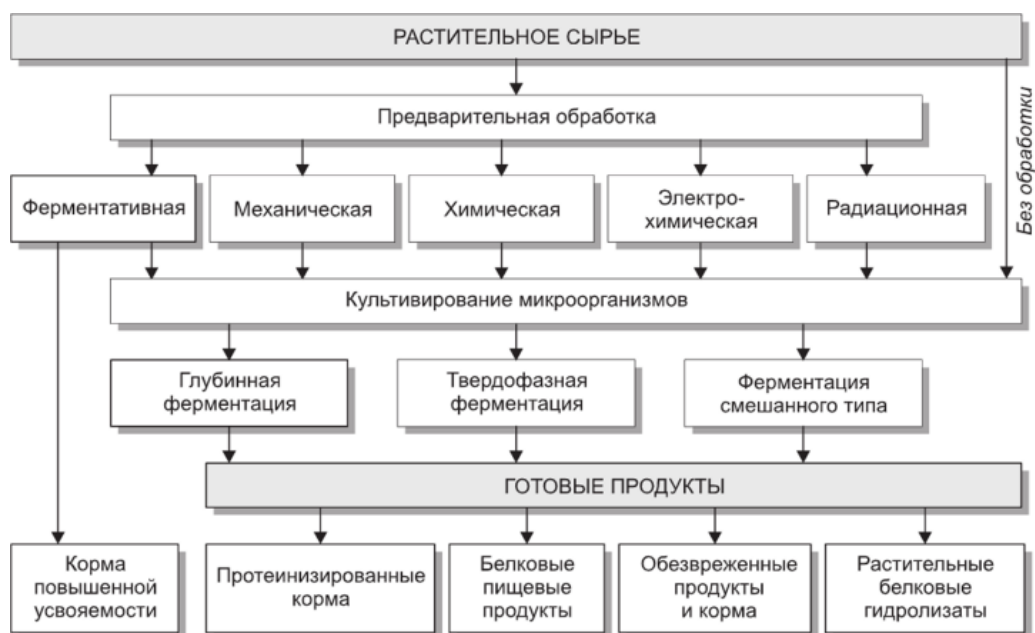 РАСТИТЕЛЬНОЕ СЫРЬЕ
Без обработки
Предварительная обработка
Ферментативная
Механическая
Химическая
Электро-
химическая
Радиационная
Культивирование микроорганизмов
Глубинная
ферментация
Твердофазная
ферментация
Ферментация
смешанного типа
ГОТОВЫЕ ПРОДУКТЫ
Корма
повышенной
усвояемости
Протеинизированные
корма
Белковые
пищевые
продукты
Обезвреженные
продукты
и корма
Растительные
белковые
гидролизаты